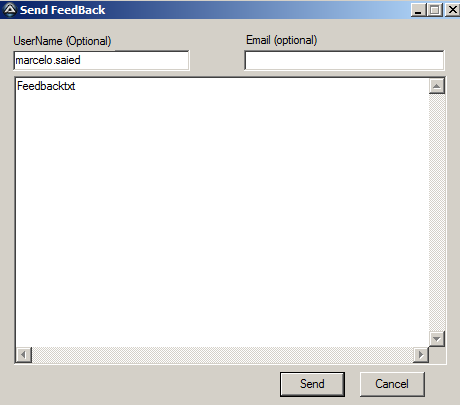 Send FeedBack
UserName (Optional)
Email (optional)
marcelo.saied
Feedbacktxt
Send
Cancel